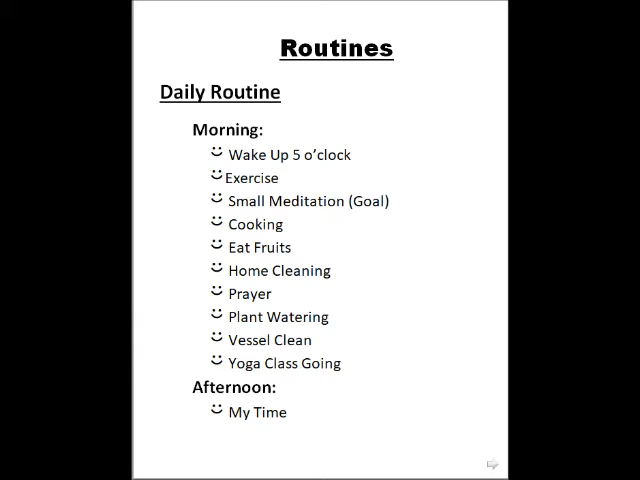 Routines
Daily Routine
Morning:
Wake Up 5 o’clock
Exercise
Small Meditation (Goal)
Cooking
Eat Fruits
Home Cleaning
Prayer
Plant Watering
Vessel Clean
Yoga Class Going
Afternoon:
My Time